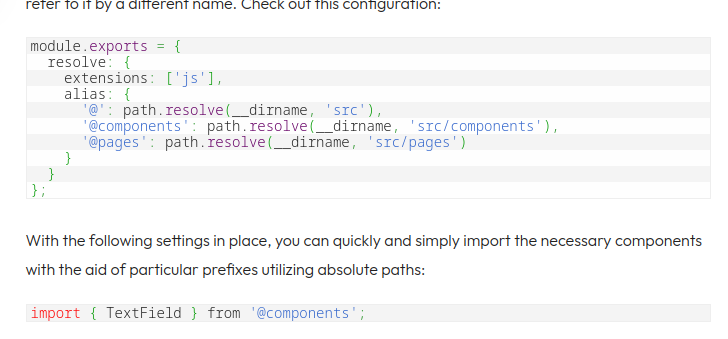 refer to it by a different name. Check out this configuration:
module.exports = {
  resolve: {
    extensions: ['js'],
    alias: {
      '@': path.resolve(__dirname, 'src'),
      '@components': path.resolve(__dirname, 'src/components'),
      '@pages': path.resolve(__dirname, 'src/pages')
    }
  }
};
With the following settings in place, you can quickly and simply import the necessary components
with the aid of particular prefixes utilizing absolute paths:
import { TextField } from '@components';